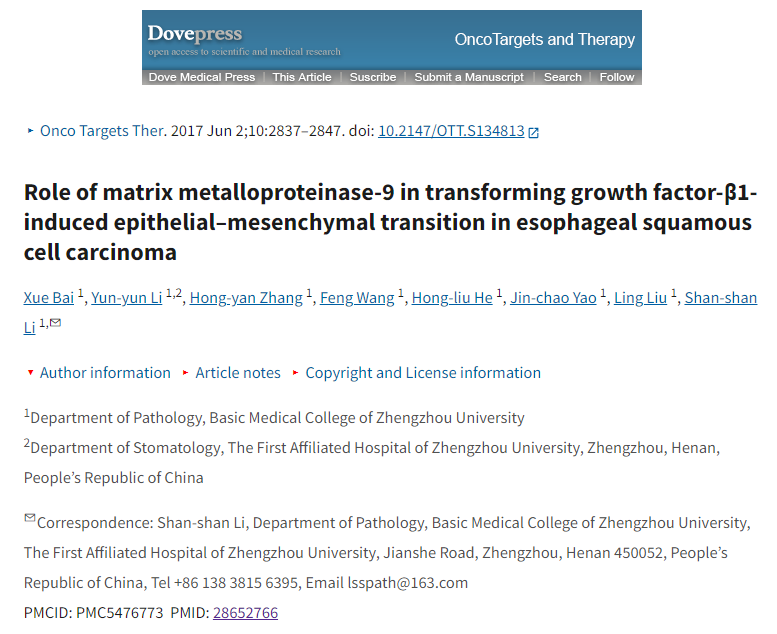 Dovepress
open access to scientific and medical research
OncoTargets and Therapy
Dove Medical Press | This Article | Suscribe | Submit a Manuscript | Search | Follow
▸ Onco Targets Ther. 2017 Jun 2;10:2837–2847. doi: 10.2147/OTT.S134813
Role of matrix metalloproteinase-9 in transforming growth factor-β1-
induced epithelial–mesenchymal transition in esophageal squamous
cell carcinoma
Xue Bai 1, Yun-yun Li 1,2, Hong-yan Zhang 1, Feng Wang 1, Hong-liu He 1, Jin-chao Yao 1, Ling Liu 1, Shan-shan
Li 1,✉
▾ Author information ▸ Article notes ▸ Copyright and License information
1Department of Pathology, Basic Medical College of Zhengzhou University
2Department of Stomatology, The First Affiliated Hospital of Zhengzhou University, Zhengzhou, Henan,
People’s Republic of China
✉Correspondence: Shan-shan Li, Department of Pathology, Basic Medical College of Zhengzhou University,
The First Affiliated Hospital of Zhengzhou University, Jianshe Road, Zhengzhou, Henan 450052, People’s
Republic of China, Tel +86 138 3815 6395, Email lsspath@163.com
PMCID: PMC5476773 PMID: 28652766